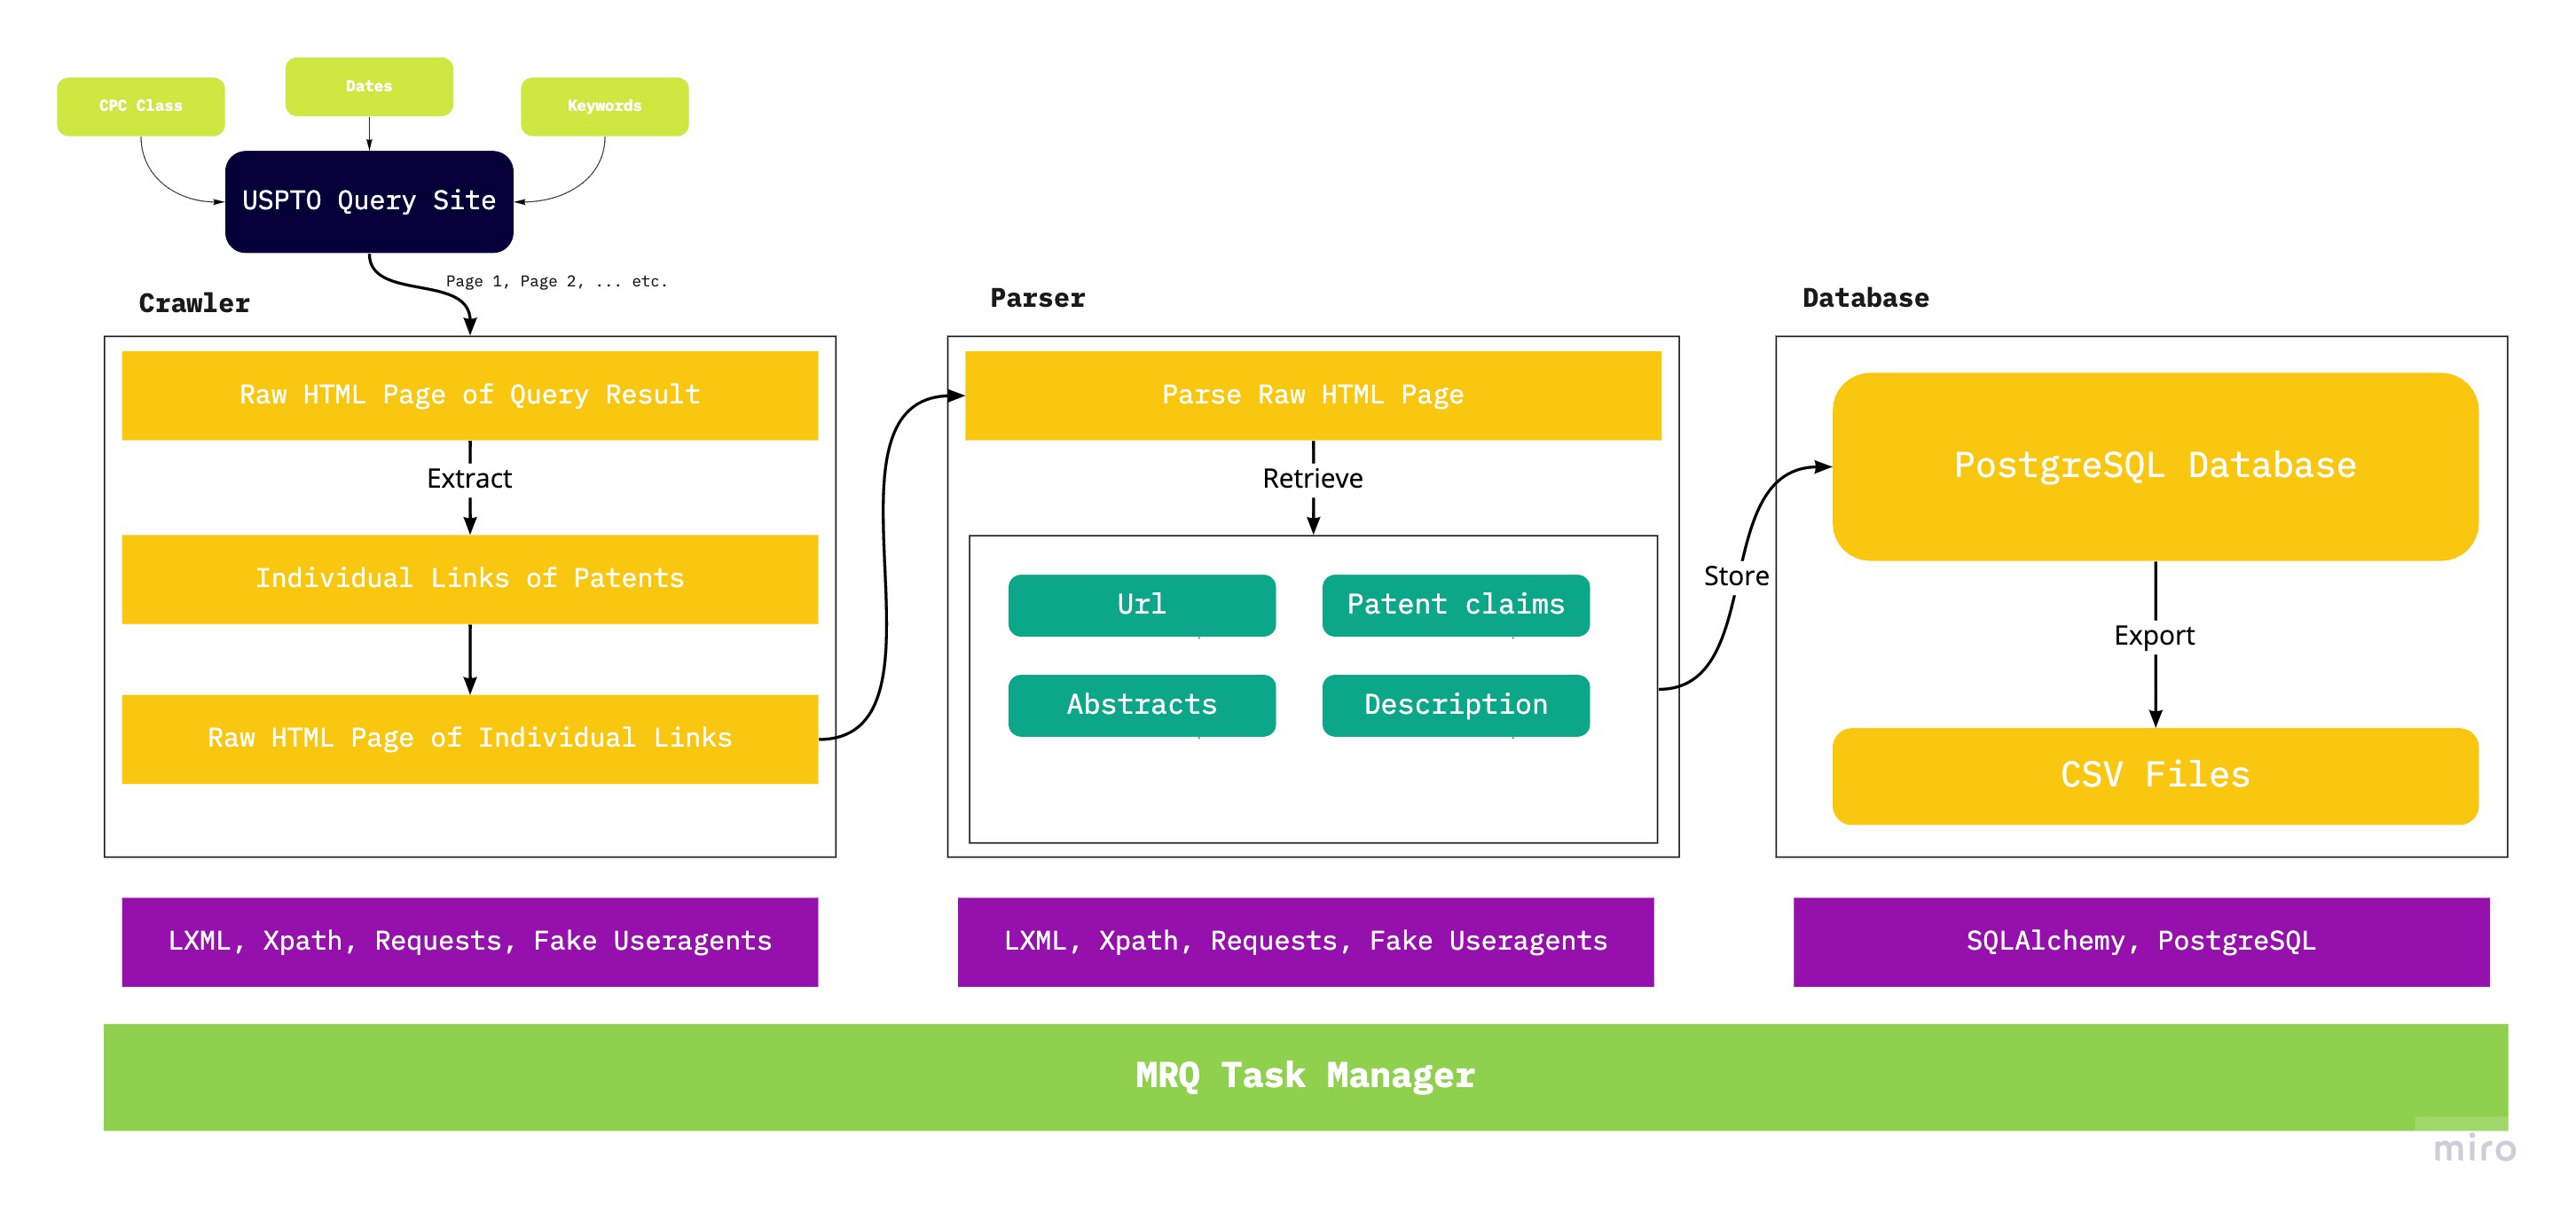 CPC Class
Dates
Keywords
USPTO Query Site
Page 1, Page 2, ... etc.
Crawler
Raw HTML Page of Query Result
Extract
Individual Links of Patents
Raw HTML Page of Individual Links
LXML, Xpath, Requests, Fake Useragents
Parser
Parse Raw HTML Page
Retrieve
Url
Patent claims
Abstracts
Description
LXML, Xpath, Requests, Fake Useragents
Store
Database
PostgreSQL Database
Export
CSV Files
SQLAlchemy, PostgreSQL
MRQ Task Manager
miro